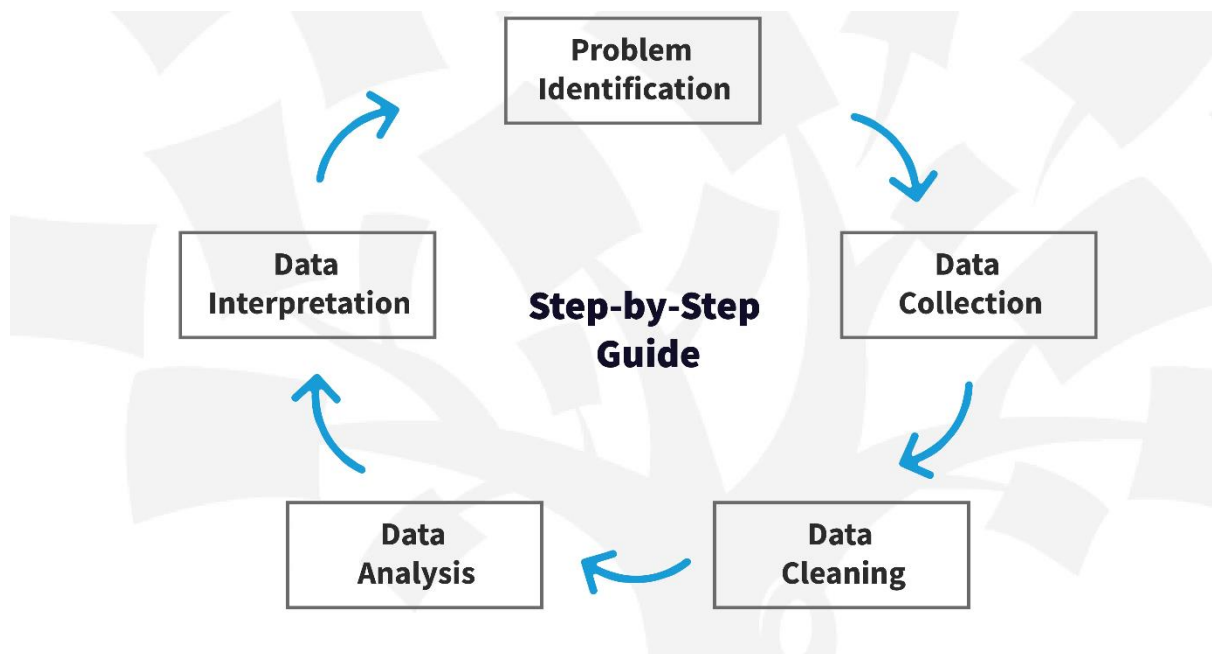 Problem
Identification
Data
Collection
Data
Cleaning
Data
Analysis
Data
Interpretation
Step-by-Step
Guide